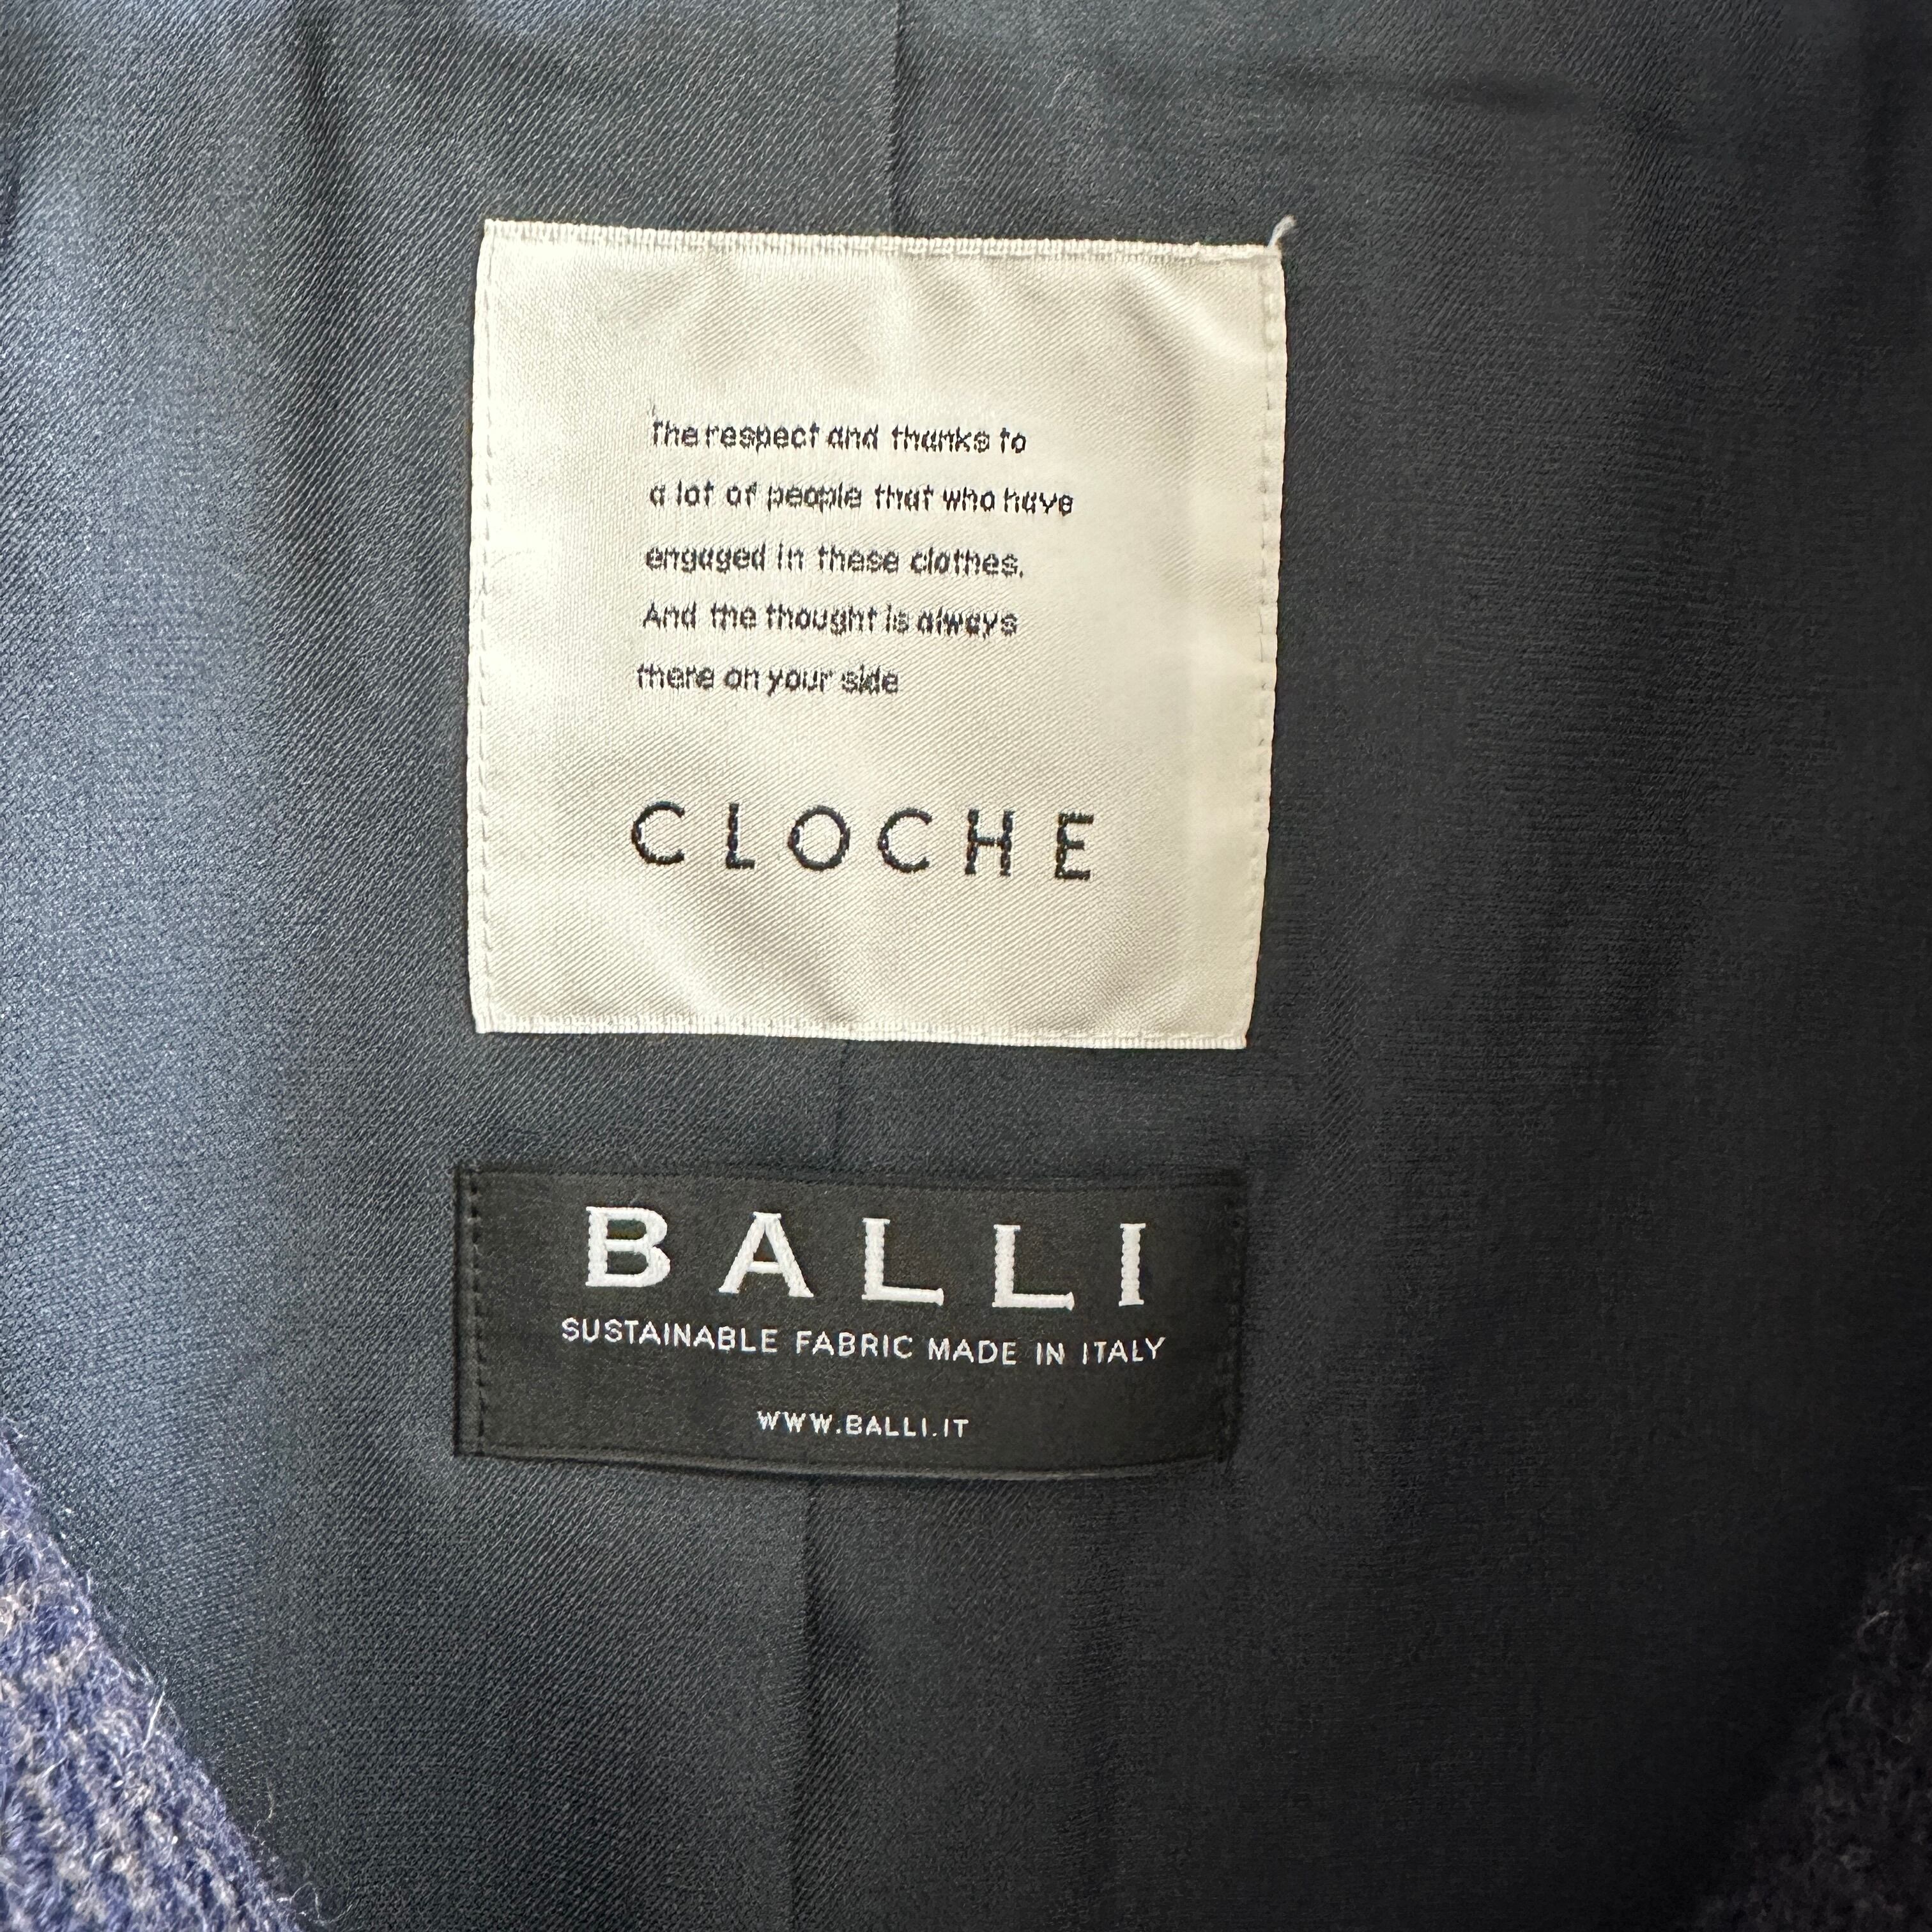 The respect and thanks to
a lot of people that who have
engaged in these clothes.
And the thought is always
there on your side
CLOCHE
BALLI
SUSTAINABLE FABRIC MADE IN ITALY
WWW.BALLI.IT